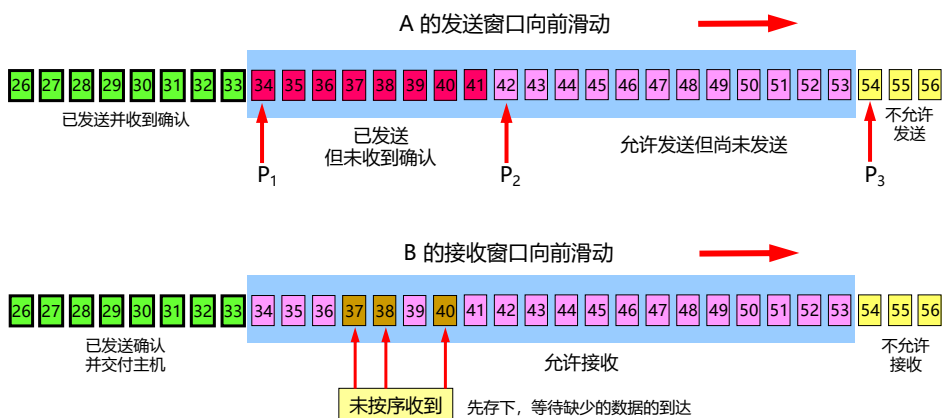 A 的发送窗口向前滑动
26 27 28 29 30 31 32 33 34 35 36 37 38 39 40 41 42 43 44 45 46 47 48 49 50 51 52 53 54 55 56
已发送并收到确认
已发送
但未收到确认
允许发送但尚未发送
不允许
发送
P1
P2
P3
B 的接收窗口向前滑动
26 27 28 29 30 31 32 33 34 35 36 37 38 39 40 41 42 43 44 45 46 47 48 49 50 51 52 53 54 55 56
已发送确认
并交付主机
允许接收
不允许
接收
未按序收到
先存下，等待缺少的数据的到达